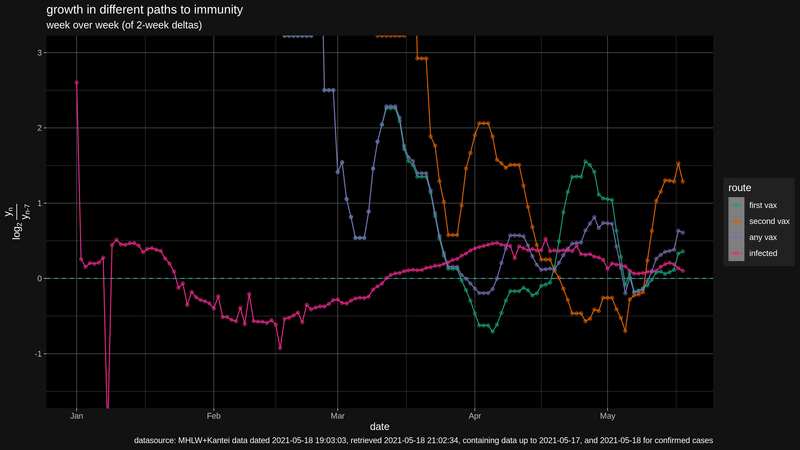 growth in different paths to immunity
week over week (of 2-week deltas)
3
2
1
0
-1
log₂ yₙ / yₙ₋₇
Jan
Feb
Mar
Apr
May
date
route
first vax
second vax
any vax
infected
datasource: MHLW+Kantei data dated 2021-05-18 19:03:03, retrieved 2021-05-18 21:02:34, containing data up to 2021-05-17, and 2021-05-18 for confirmed cases